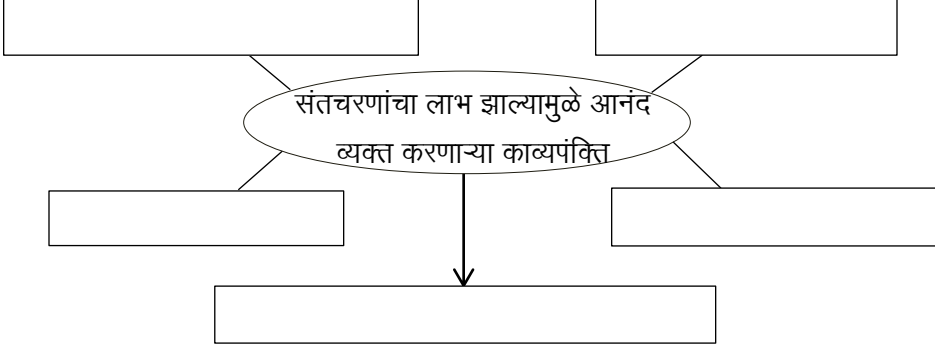 संतचरणांचा लाभ झाल्यामुळे आनंद
व्यक्त करणाऱ्या काव्यपंक्ति